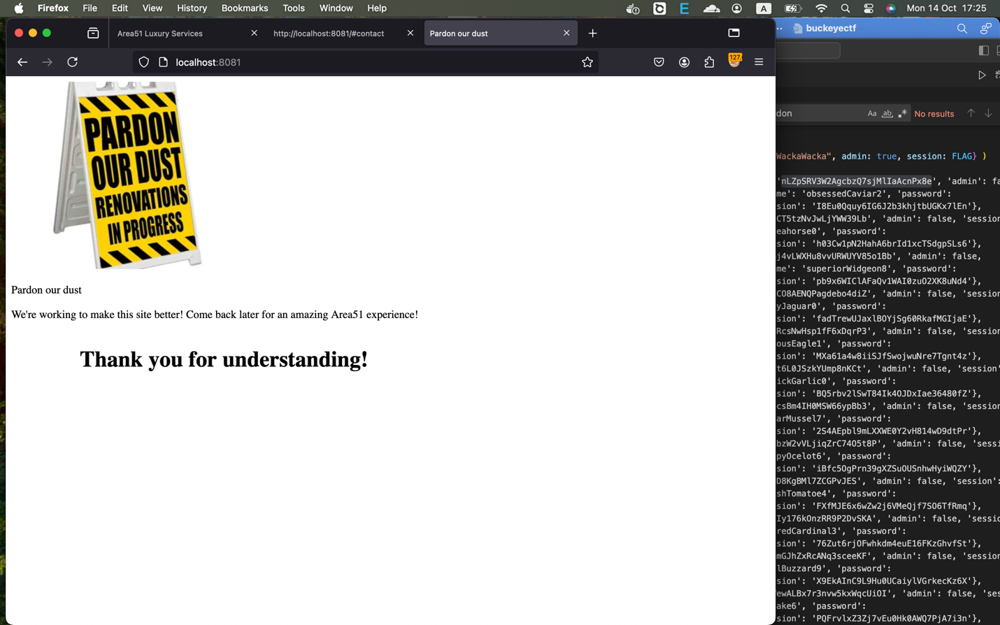 Firefox File Edit View History Bookmarks Tools Window Help
E A Mon 14 Oct 17:25
Area51 Luxury Services http://localhost:8081/#contact Pardon our dust
buckeyectf
localhost:8081
127.
PARDON
OUR DUST
RENOVATIONS
IN PROGRESS
Pardon our dust
We're working to make this site better! Come back later for an amazing Area51 experience!
Thank you for understanding!
don Aa ab .* No results
WackaWacka", admin: true, session: FLAG} )
'nLZpSRV3W2AgcbzQ7sjMlIaAcnPx8e', 'admin': fa
me': 'obsessedCaviar2', 'password':
sion': 'I8Eu0Qquy6IG6J2b3khjtbUGKx7lEn'},
CT5tzNvJwLjYWW39Lb', 'admin': false, 'session
eahorse0', 'password':
sion': 'h03Cw1pN2HahA6brId1xcTSdgpSLs6'},
j4vLWXHu8vvURWUYV85o1Bb', 'admin': false,
me': 'superiorWidgeon8', 'password':
sion': 'pb9x6WIClAFaQv1WAI0zuO2XK8uNd4'},
CO8AENQPagdebo4diZ', 'admin': false, 'session
yJaguar0', 'password':
sion': 'fadTrewUJaxlBOYjSg60RkafMGIjaE'},
RcsNwHsp1fF6xDqrP3', 'admin': false, 'session
ousEagle1', 'password':
sion': 'MXa61a4w8iiSJfSwojwuNre7Tgnt4z'},
t6L0JSzkYUmp8nKCt', 'admin': false, 'session'
ickGarlic0', 'password':
sion': 'BQ5rbv2lSwT84Ik4OJDxIae36480fZ'},
csBm4IH0MSW66ypBb3', 'admin': false, 'session
arMussel7', 'password':
sion': '2S4AEpbl9mLXXWE0Y2vH814wD9dtPr'},
bzW2vVLjiqZrC74O5t8P', 'admin': false, 'sessi
pyOcelot6', 'password':
sion': 'iBfc5OgPrn39gXZSuOUSnhwHyiWQZY'},
D8KgBMl7ZCGPvJES', 'admin': false, 'session':
shTomatoe4', 'password':
sion': 'FXfMJE6x6wZw2j6VMeQjf7SO6TfRmq'},
Iy176kOnzRR9P2DvSKA', 'admin': false, 'sessio
redCardinal3', 'password':
sion': '76Zut6rjOFwhkdm4euE16FKzGhvfSt'},
mGJhZxRcANq3sceeKF', 'admin': false, 'session
lBuzzard9', 'password':
sion': 'X9EkAInC9L9Hu0UCaiylVGrkecKz6X'},
ewALBx7r3nvw5kxWqcUiOI', 'admin': false, 'ses
ake6', 'password':
sion': 'PQFrvlxZ3Zj7vEu0Hk0AWQ7PjA7i3n'},